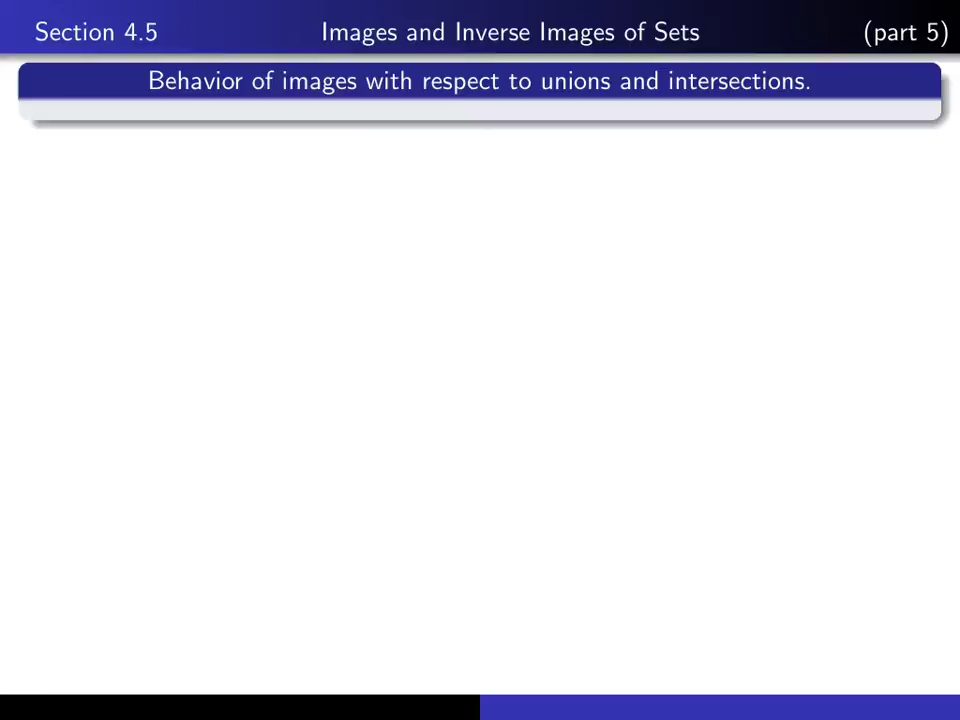 Section 4.5 Images and Inverse Images of Sets (part 5)
Behavior of images with respect to unions and intersections.